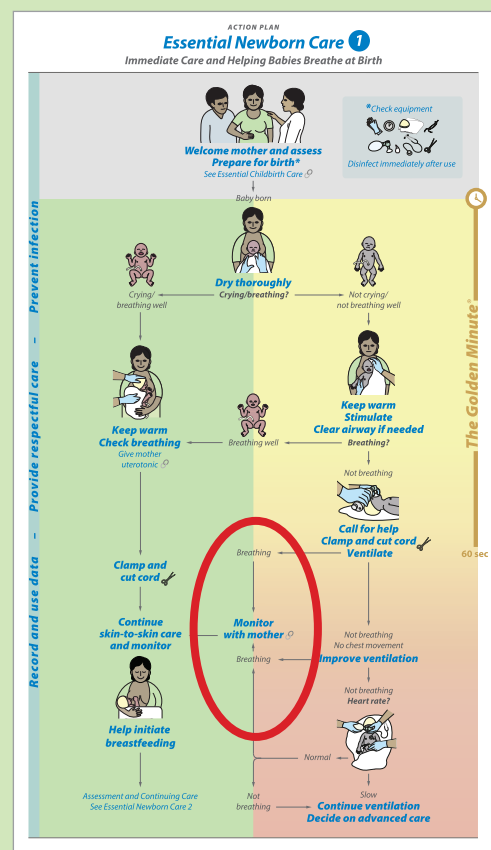 ACTION PLAN
Essential Newborn Care 1
Immediate Care and Helping Babies Breathe at Birth
*Check equipment
Disinfect immediately after use
Welcome mother and assess
Prepare for birth*
See Essential Childbirth Care
Baby born
Dry thoroughly
Crying/breathing?
Crying/
breathing well
Not crying/
not breathing well
Keep warm
Check breathing
Give mother
uterotonic
Breathing well
Keep warm
Stimulate
Clear airway if needed
Breathing?
Not breathing
Call for help
Clamp and cut cord
Ventilate
Breathing
60 sec
Clamp and
cut cord
Continue
skin-to-skin care
and monitor
Monitor
with mother
Breathing
Not breathing
No chest movement
Improve ventilation
Not breathing
Heart rate?
Help initiate
breastfeeding
Normal
Assessment and Continuing Care
See Essential Newborn Care 2
Not
breathing
Slow
Continue ventilation
Decide on advanced care
Record and use data – Provide respectful care – Prevent infection
The Golden Minute®